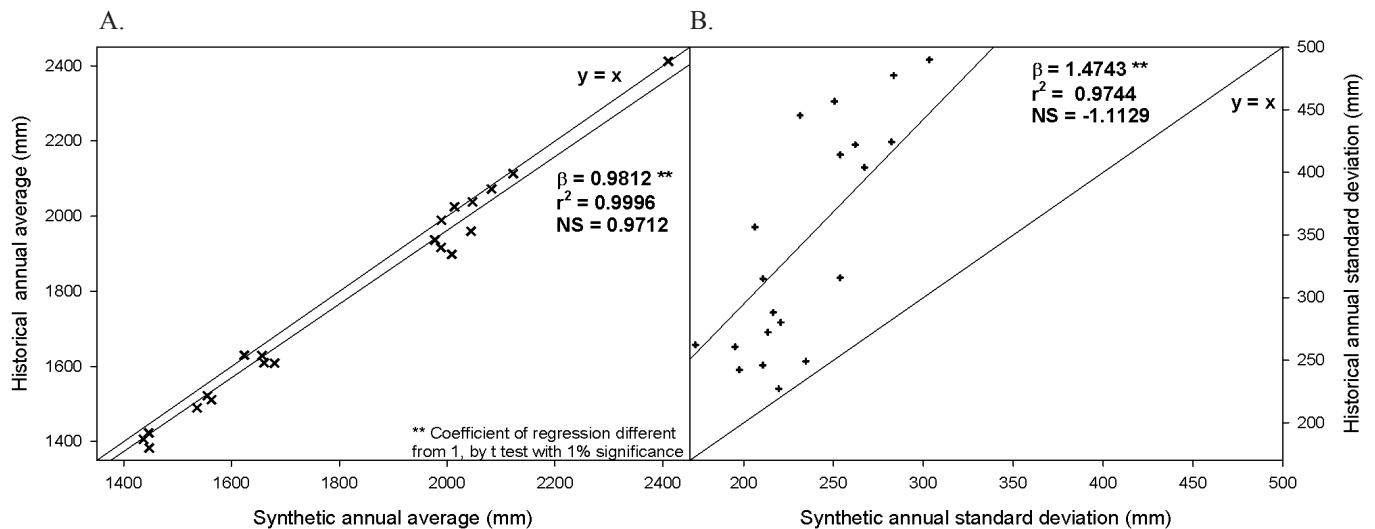 A.
B.
2400
2200
2000
1800
1600
1400
Historical annual average (mm)
y = x
β = 0.9812 **
r² = 0.9996
NS = 0.9712
** Coefficient of regression different
from 1, by t test with 1% significance
1400 1600 1800 2000 2200 2400
Synthetic annual average (mm)
β = 1.4743 **
r² = 0.9744
NS = -1.1129
y = x
500
450
400
350
300
250
200
Historical annual standard deviation (mm)
200 250 300 350 400 450 500
Synthetic annual standard deviation (mm)